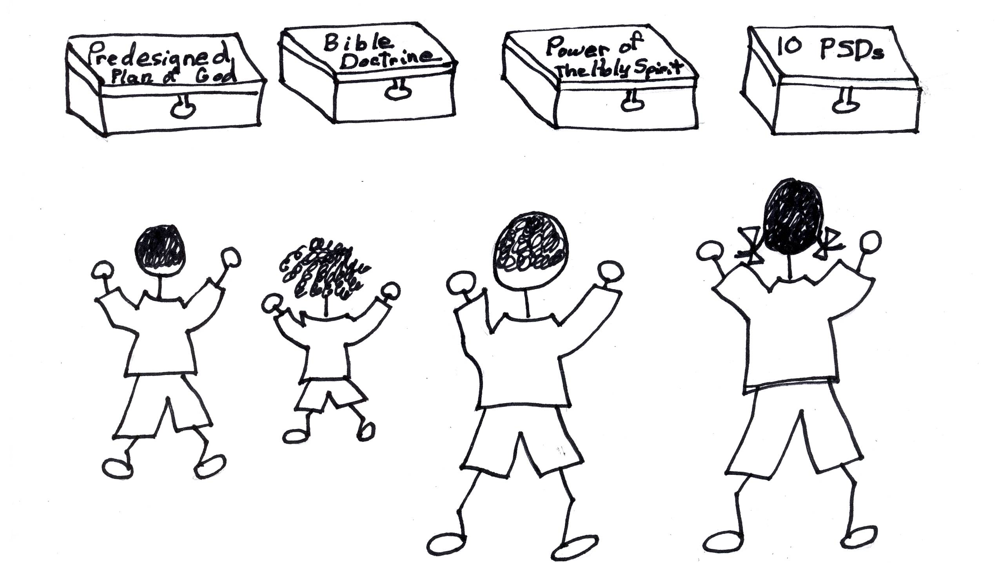 Predesigned
Plan of God
Bible
Doctrine
Power of
The Holy Spirit
10 PSDs